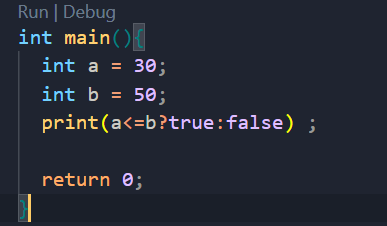 Run | Debug
int main(){
int a = 30;
int b = 50;
print(a<=b?true:false) ;
return 0;
}